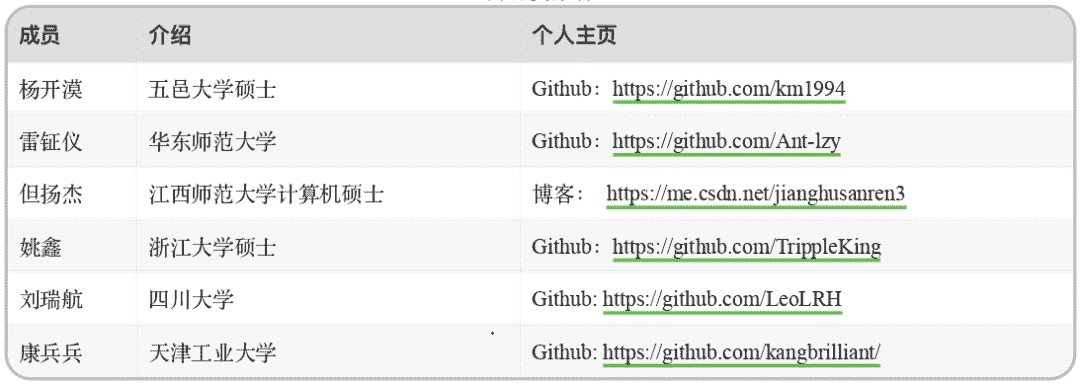 成员 介绍 个人主页
杨开漠 五邑大学硕士 Github：https://github.com/km1994
雷钲仪 华东师范大学 Github：https://github.com/Ant-lzy
但扬杰 江西师范大学计算机硕士 博客： https://me.csdn.net/jianghusanren3
姚鑫 浙江大学硕士 Github：https://github.com/TrippleKing
刘瑞航 四川大学 Github: https://github.com/LeoLRH
康兵兵 天津工业大学 Github: https://github.com/kangbrilliant/